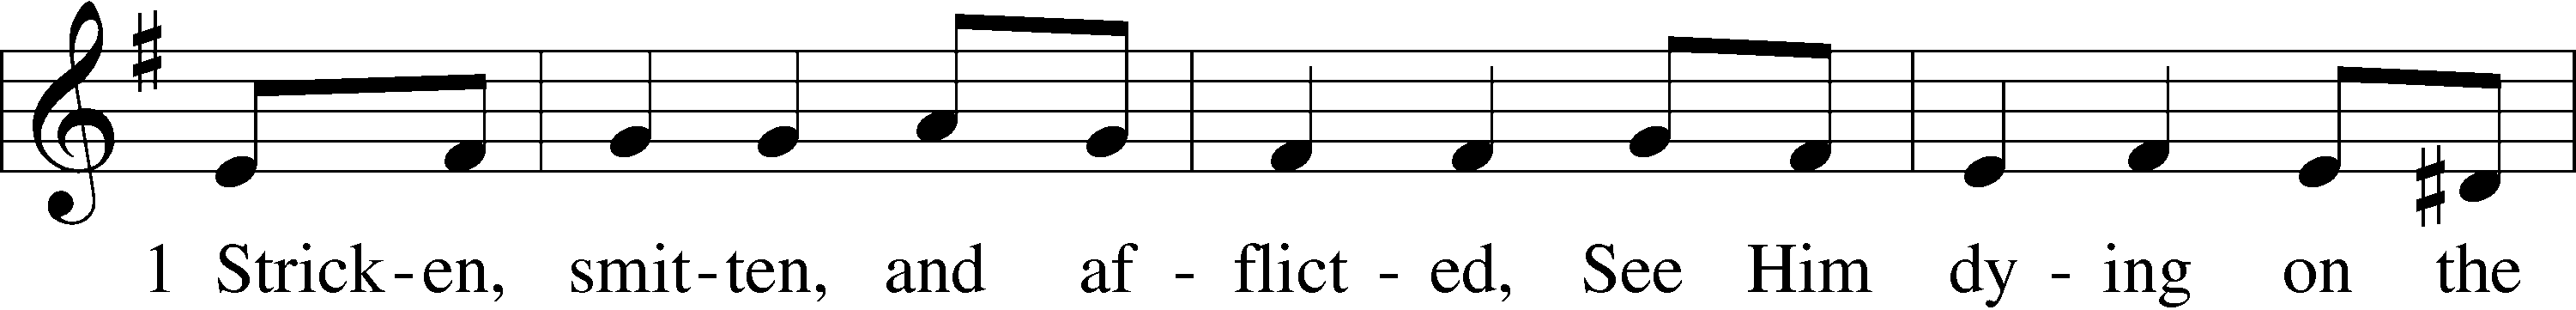 1 Strick-en, smit-ten, and af - flict - ed, See Him dy - ing on the